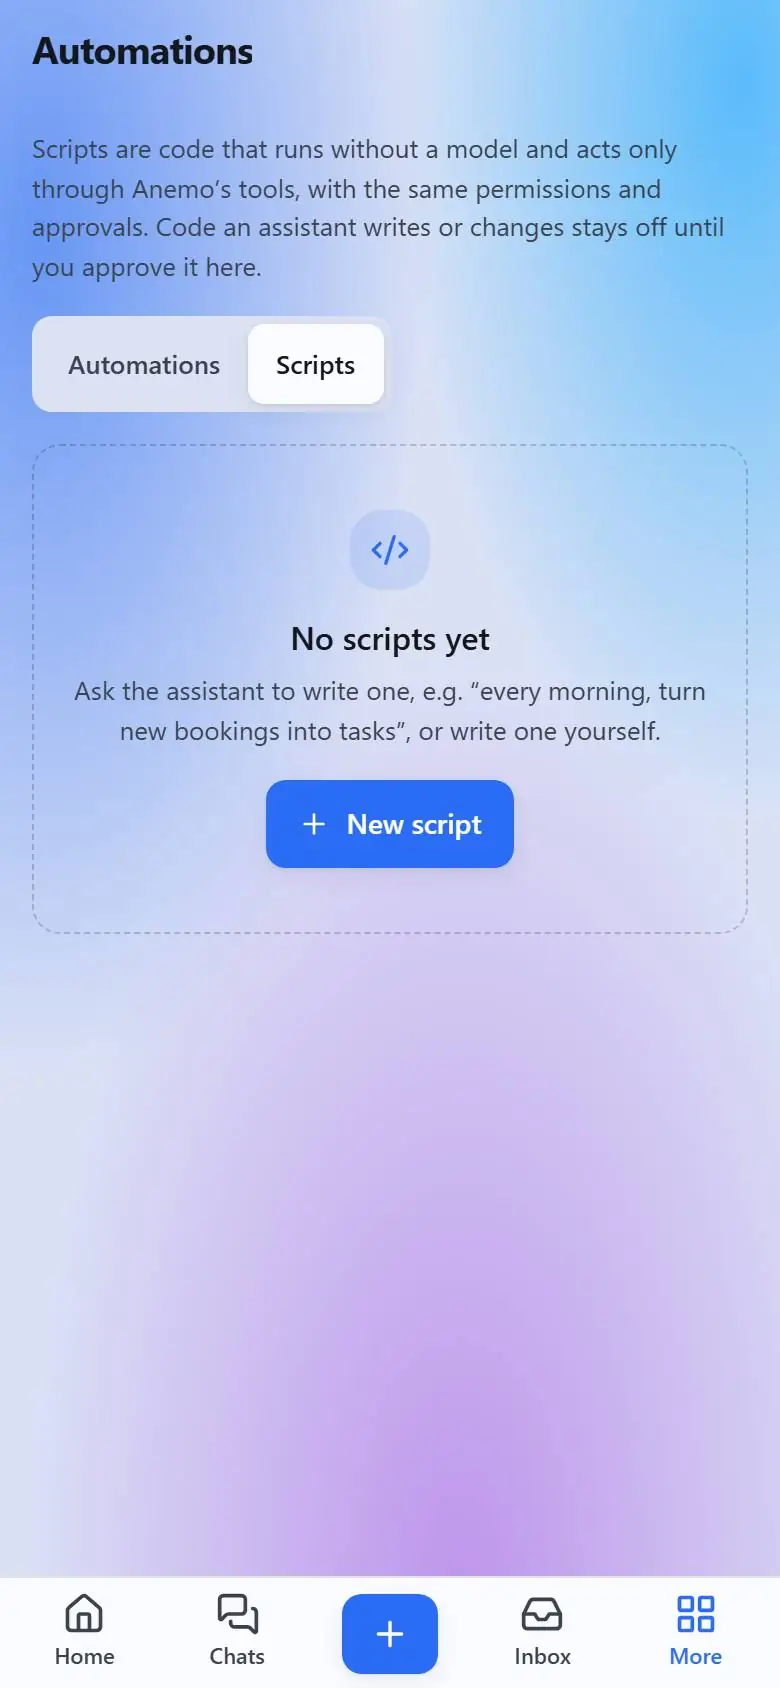 Automations
Scripts are code that runs without a model and acts only
through Anemo’s tools, with the same permissions and
approvals. Code an assistant writes or changes stays off until
you approve it here.
Automations
Scripts
No scripts yet
Ask the assistant to write one, e.g. “every morning, turn
new bookings into tasks”, or write one yourself.
New script
Home
Chats
Inbox
More